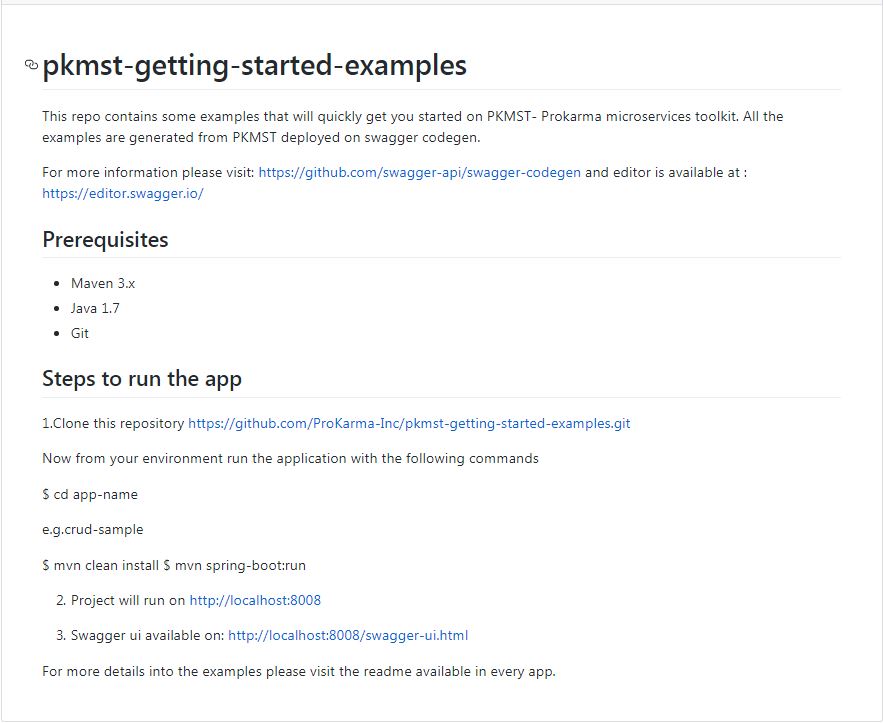 pkmst-getting-started-examples
This repo contains some examples that will quickly get you started on PKMST- Prokarma microservices toolkit. All the
examples are generated from PKMST deployed on swagger codegen.
For more information please visit: https://github.com/swagger-api/swagger-codegen and editor is available at :
https://editor.swagger.io/
Prerequisites
• Maven 3.x
• Java 1.7
• Git
Steps to run the app
1.Clone this repository https://github.com/ProKarma-Inc/pkmst-getting-started-examples.git
Now from your environment run the application with the following commands
$ cd app-name
e.g.crud-sample
$ mvn clean install $ mvn spring-boot:run
2. Project will run on http://localhost:8008
3. Swagger ui available on: http://localhost:8008/swagger-ui.html
For more details into the examples please visit the readme available in every app.